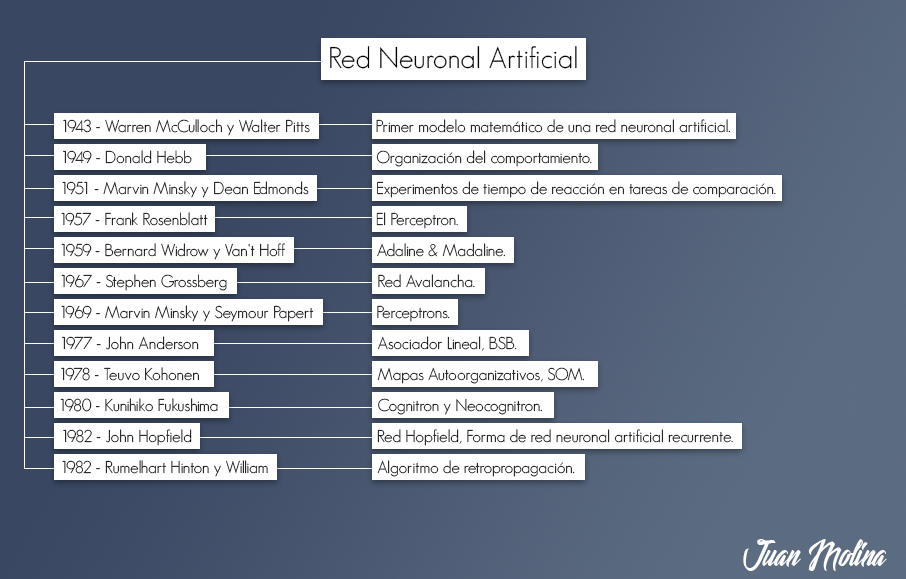 Red Neuronal Artificial
1943 - Warren McCulloch y Walter Pitts Primer modelo matemático de una red neuronal artificial.
1949 - Donald Hebb Organización del comportamiento.
1951 - Marvin Minsky y Dean Edmonds Experimentos de tiempo de reacción en tareas de comparación.
1957 - Frank Rosenblatt El Perceptron.
1959 - Bernard Widrow y Van't Hoff Adaline & Madaline.
1967 - Stephen Grossberg Red Avalancha.
1969 - Marvin Minsky y Seymour Papert Perceptrons.
1977 - John Anderson Asociador Lineal, BSB.
1978 - Teuvo Kohonen Mapas Autoorganizativos, SOM.
1980 - Kunihiko Fukushima Cognitron y Neocognitron.
1982 - John Hopfield Red Hopfield, Forma de red neuronal artificial recurrente.
1982 - Rumelhart Hinton y William Algoritmo de retropropagación.
Juan Molina